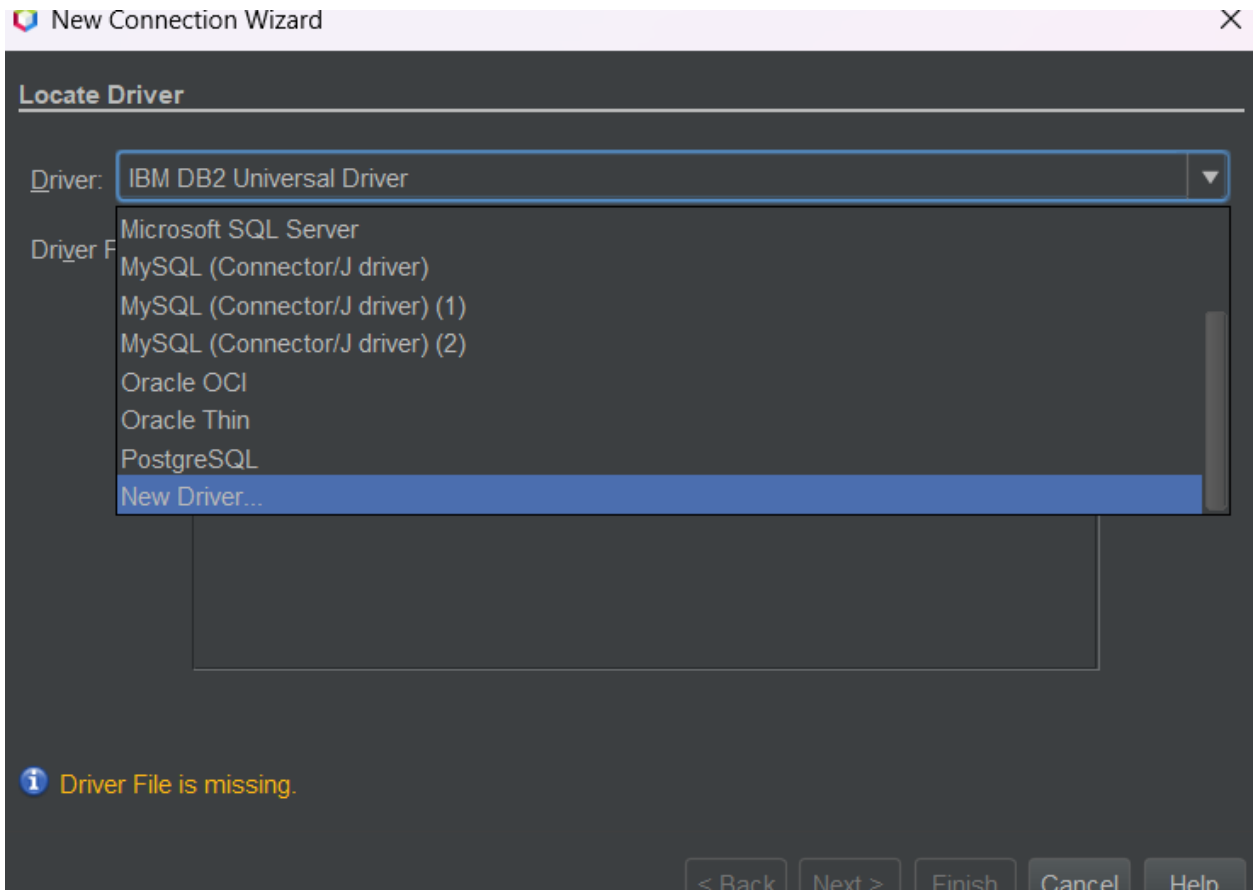 New Connection Wizard
Locate Driver
Driver: IBM DB2 Universal Driver
Microsoft SQL Server
Driver F
MySQL (Connector/J driver)
MySQL (Connector/J driver) (1)
MySQL (Connector/J driver) (2)
Oracle OCI
Oracle Thin
PostgreSQL
New Driver...
Driver File is missing.
< Back Next > Finish Cancel Help